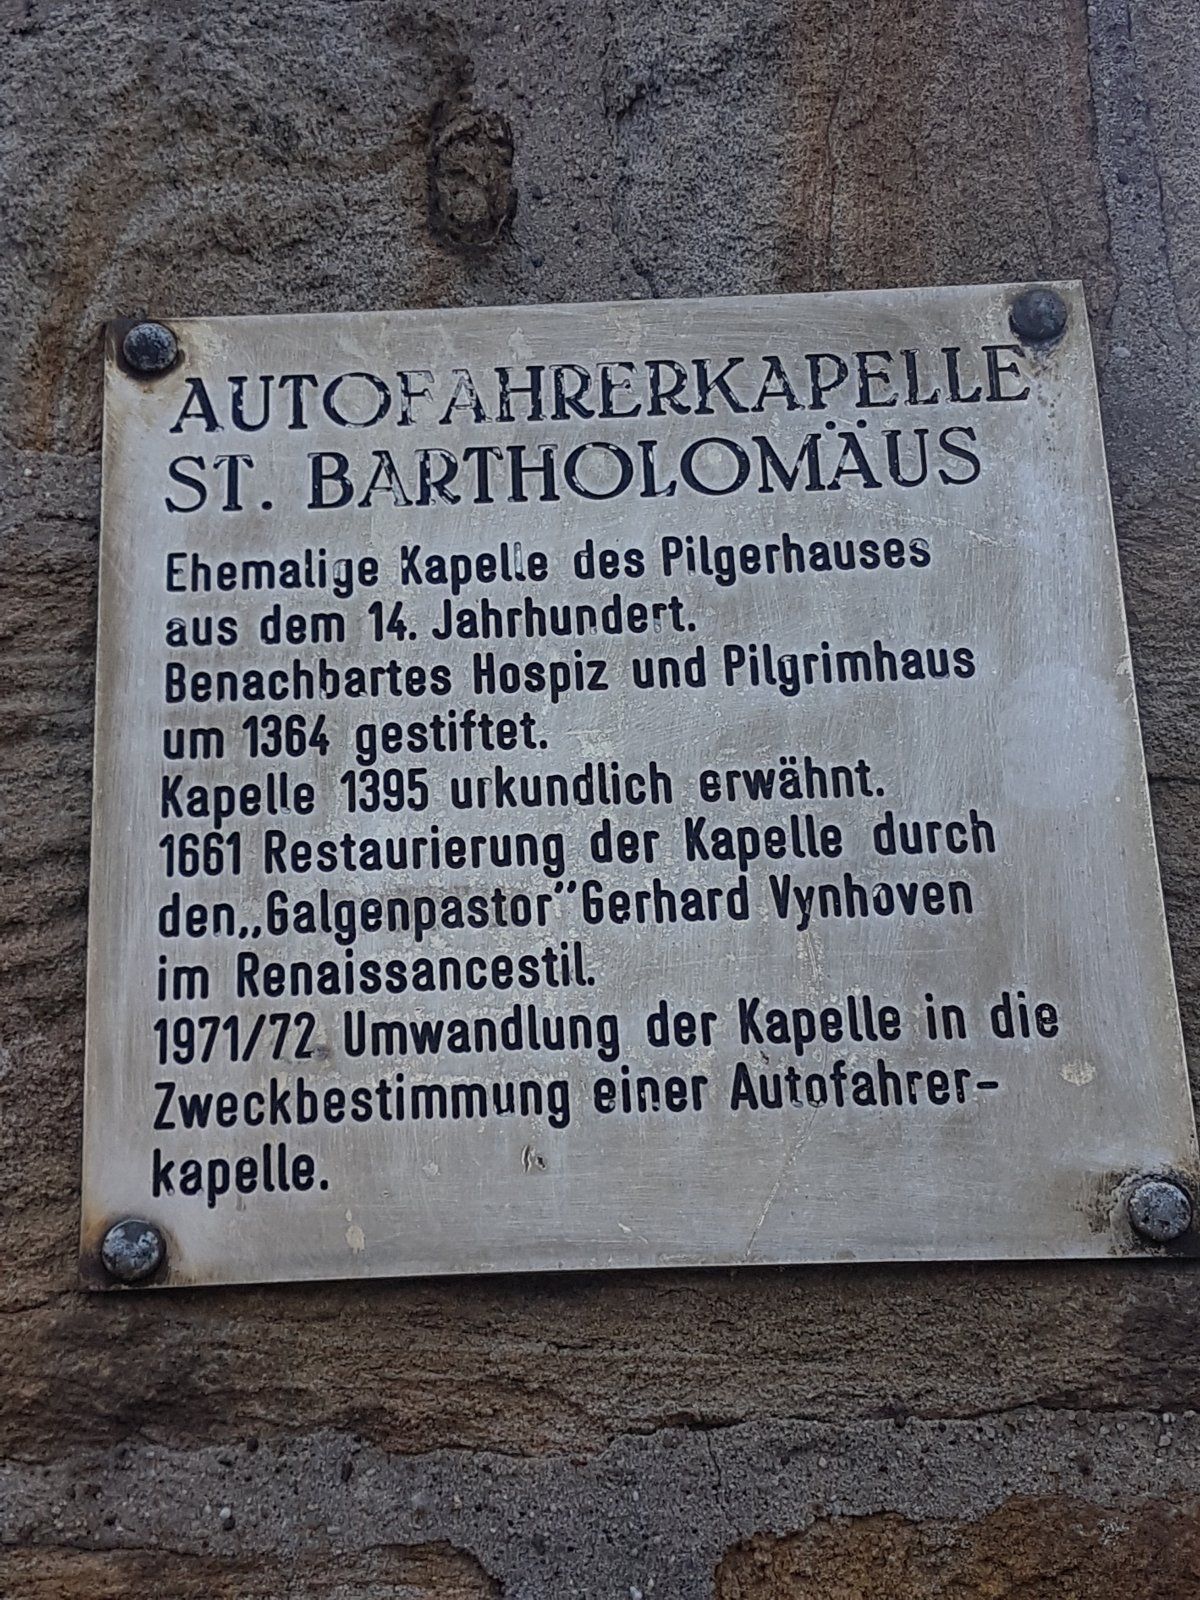 AUTOFAHRERKAPELLE
ST. BARTHOLOMÄUS
Ehemalige Kapelle des Pilgerhauses
aus dem 14. Jahrhundert.
Benachbartes Hospiz und Pilgrimhaus
um 1364 gestiftet.
Kapelle 1395 urkundlich erwähnt.
1661 Restaurierung der Kapelle durch
den„Galgenpastor”Gerhard Vynhoven
im Renaissancestil.
1971/72 Umwandlung der Kapelle in die
Zweckbestimmung einer Autofahrer-
kapelle.